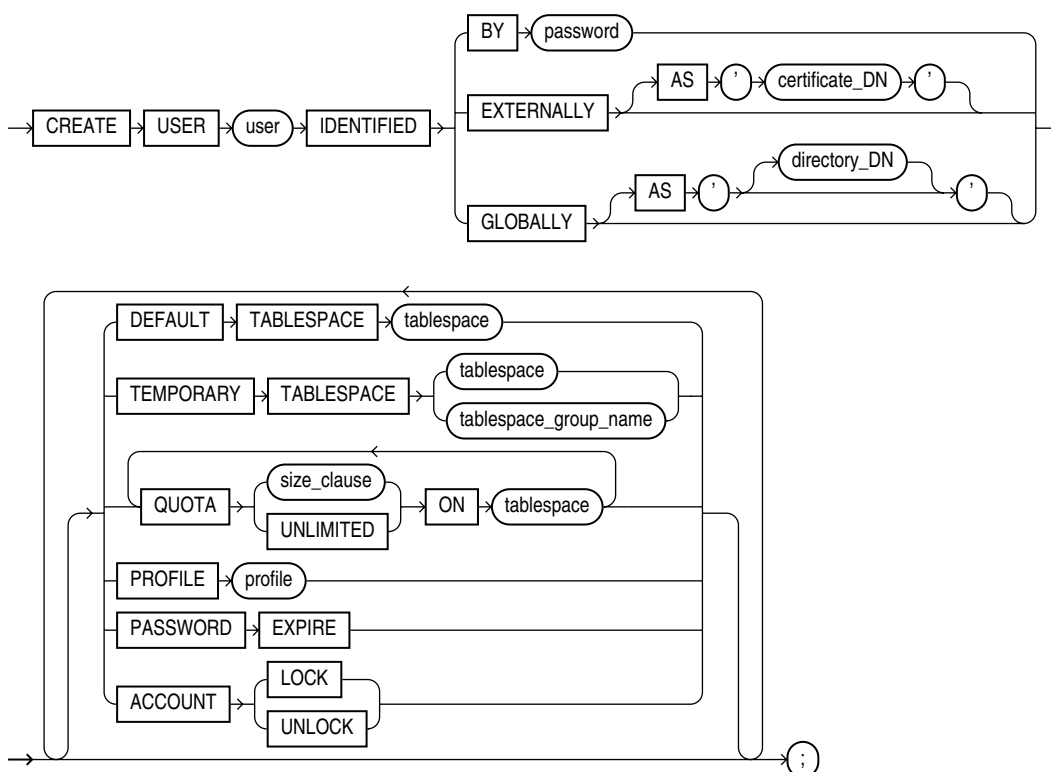 BY password
AS ' certificate_DN '
EXTERNALLY
CREATE USER user IDENTIFIED
directory_DN
AS ' '
GLOBALLY
DEFAULT TABLESPACE tablespace
tablespace
TEMPORARY TABLESPACE
tablespace_group_name
size_clause
QUOTA ON tablespace
UNLIMITED
PROFILE profile
PASSWORD EXPIRE
LOCK
ACCOUNT
UNLOCK
;